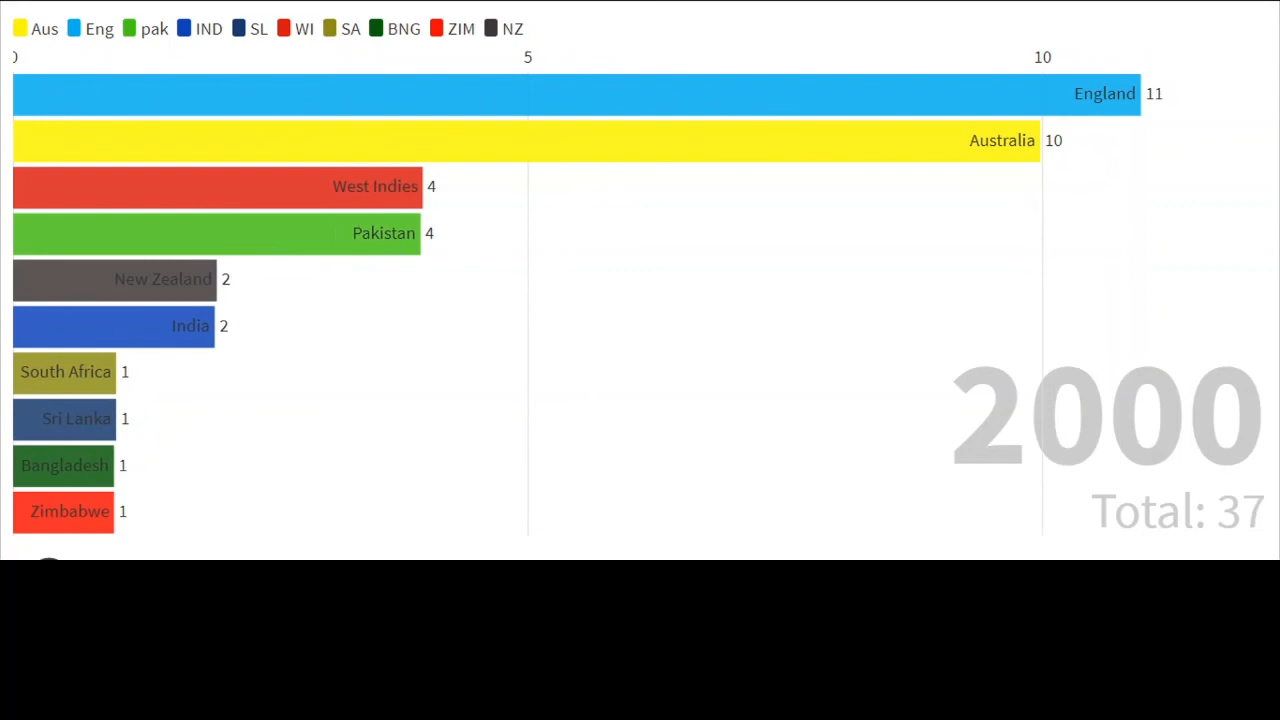 Aus Eng pak IND SL WI SA BNG ZIM NZ
0 5 10
England 11
Australia 10
West Indies 4
Pakistan 4
New Zealand 2
India 2
South Africa 1
Sri Lanka 1
Bangladesh 1
Zimbabwe 1
2000
Total: 37